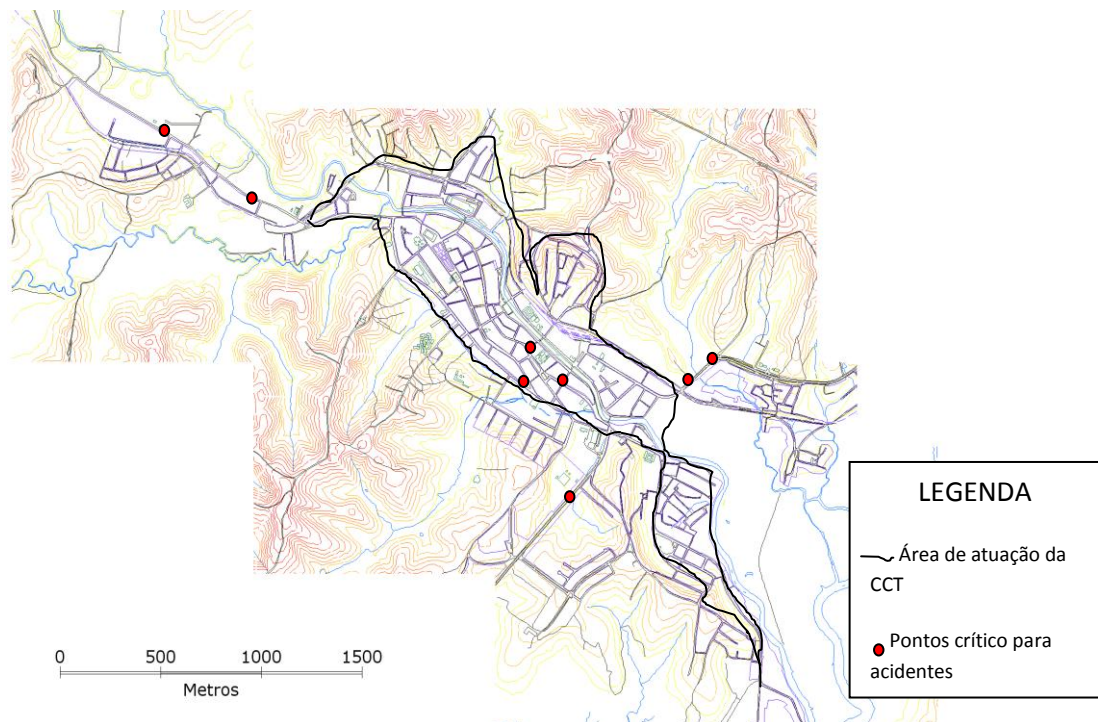 LEGENDA
Área de atuação da
CCT
Pontos crítico para
acidentes
0 500 1000 1500
Metros